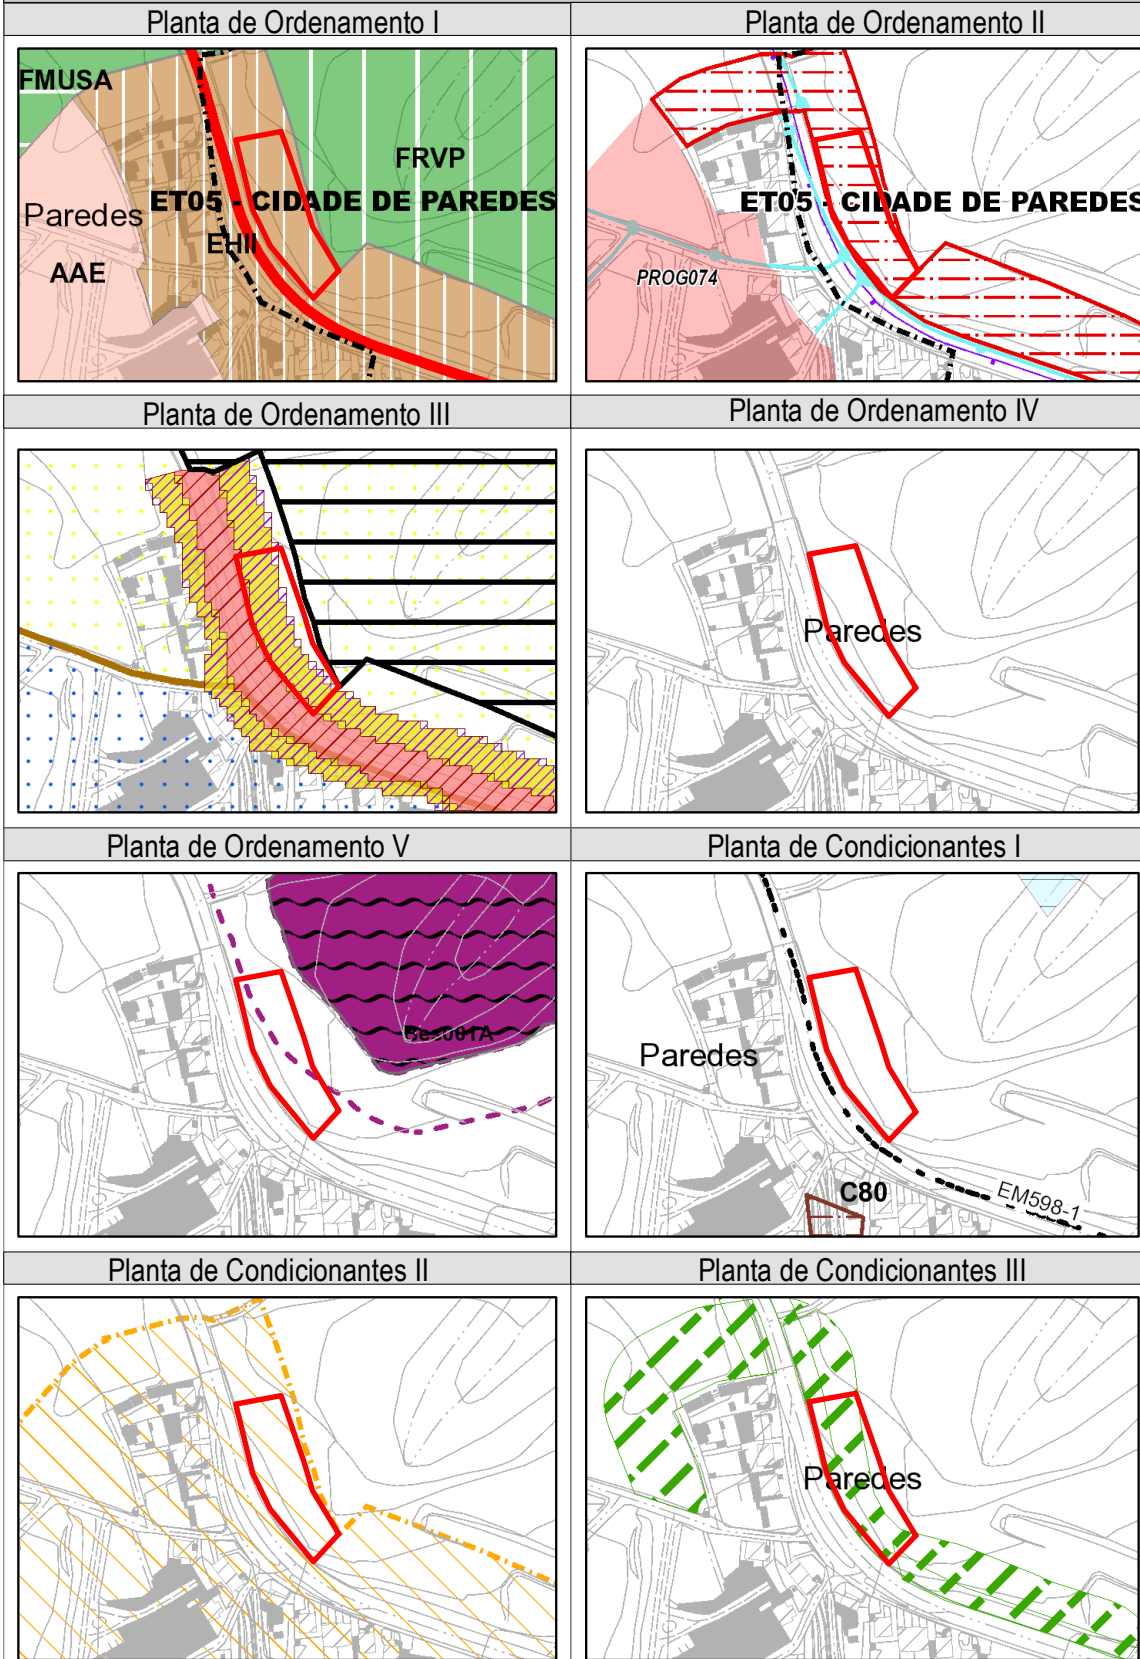 Planta de Ordenamento I
Planta de Ordenamento II
FMUSA
FRVP
ET05 - CIDADE DE PAREDES
Paredes
EHII
AAE
ET05 - CIDADE DE PAREDES
PROG074
Planta de Ordenamento III
Planta de Ordenamento IV
Paredes
Planta de Ordenamento V
Planta de Condicionantes I
Bes001A
Paredes
C80
EM598-1
Planta de Condicionantes II
Planta de Condicionantes III
Paredes